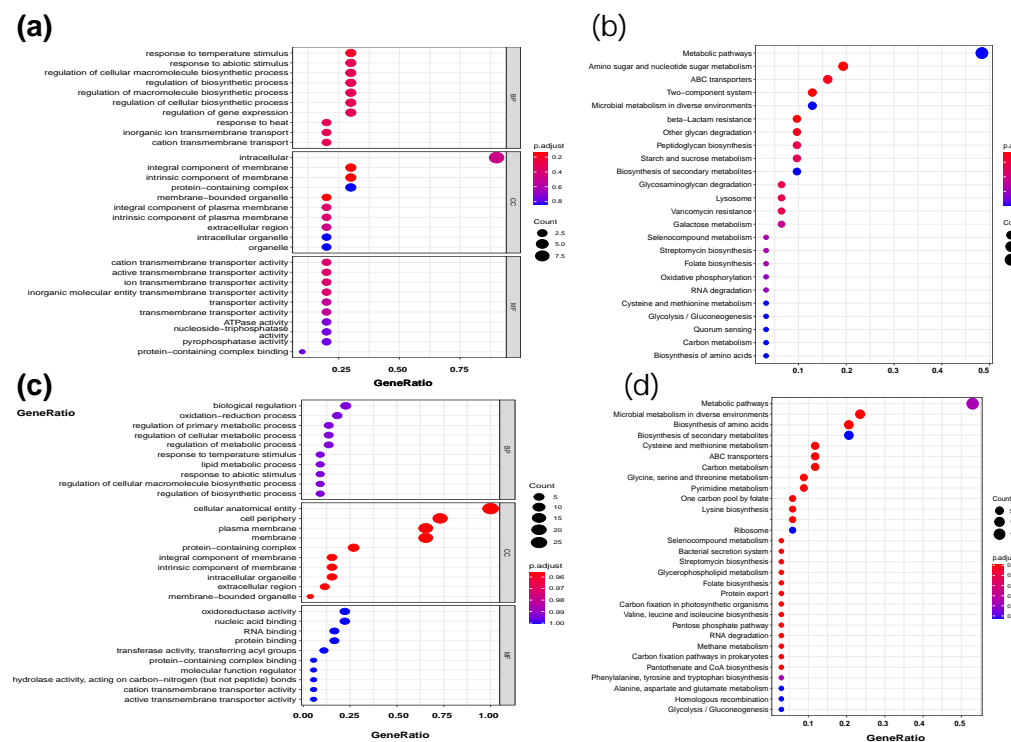 (a)
response to temperature stimulus
response to abiotic stimulus
regulation of cellular macromolecule biosynthetic process
regulation of biosynthetic process
regulation of macromolecule biosynthetic process
regulation of cellular biosynthetic process
regulation of gene expression
response to heat
inorganic ion transmembrane transport
cation transmembrane transport
BP
intracellular
integral component of membrane
intrinsic component of membrane
protein−containing complex
membrane−bounded organelle
integral component of plasma membrane
intrinsic component of plasma membrane
extracellular region
intracellular organelle
organelle
CC
cation transmembrane transporter activity
active transmembrane transporter activity
ion transmembrane transporter activity
inorganic molecular entity transmembrane transporter activity
transporter activity
transmembrane transporter activity
ATPase activity
nucleoside−triphosphatase
activity
pyrophosphatase activity
protein−containing complex binding
MF
0.25
0.50
0.75
GeneRatio
p.adjust
0.2
0.4
0.6
0.8
Count
2.5
5.0
7.5
(b)
Metabolic pathways
Amino sugar and nucleotide sugar metabolism
ABC transporters
Two−component system
Microbial metabolism in diverse environments
beta−Lactam resistance
Other glycan degradation
Peptidoglycan biosynthesis
Starch and sucrose metabolism
Biosynthesis of secondary metabolites
Glycosaminoglycan degradation
Lysosome
Vancomycin resistance
Galactose metabolism
Selenocompound metabolism
Streptomycin biosynthesis
Folate biosynthesis
Oxidative phosphorylation
RNA degradation
Cysteine and methionine metabolism
Glycolysis / Gluconeogenesis
Quorum sensing
Carbon metabolism
Biosynthesis of amino acids
0.1
0.2
0.3
0.4
0.5
p.a
Cou
(c)
GeneRatio
biological regulation
oxidation−reduction process
regulation of primary metabolic process
regulation of cellular metabolic process
regulation of metabolic process
response to temperature stimulus
lipid metabolic process
response to abiotic stimulus
regulation of cellular macromolecule biosynthetic process
regulation of biosynthetic process
BP
cellular anatomical entity
cell periphery
plasma membrane
membrane
protein−containing complex
integral component of membrane
intrinsic component of membrane
intracellular organelle
extracellular region
membrane−bounded organelle
CC
oxidoreductase activity
nucleic acid binding
RNA binding
protein binding
transferase activity, transferring acyl groups
protein−containing complex binding
molecular function regulator
hydrolase activity, acting on carbon−nitrogen (but not peptide) bonds
cation transmembrane transporter activity
active transmembrane transporter activity
MF
0.00
0.25
0.50
0.75
1.00
GeneRatio
Count
5
10
15
20
25
p.adjust
0.96
0.97
0.98
0.99
1.00
(d)
Metabolic pathways
Microbial metabolism in diverse environments
Biosynthesis of amino acids
Biosynthesis of secondary metabolites
Cysteine and methionine metabolism
ABC transporters
Carbon metabolism
Glycine, serine and threonine metabolism
Pyrimidine metabolism
One carbon pool by folate
Lysine biosynthesis
Ribosome
Selenocompound metabolism
Bacterial secretion system
Streptomycin biosynthesis
Glycerophospholipid metabolism
Folate biosynthesis
Protein export
Carbon fixation in photosynthetic organisms
Valine, leucine and isoleucine biosynthesis
Pentose phosphate pathway
RNA degradation
Methane metabolism
Carbon fixation pathways in prokaryotes
Pantothenate and CoA biosynthesis
Phenylalanine, tyrosine and tryptophan biosynthesis
Alanine, aspartate and glutamate metabolism
Homologous recombination
Glycolysis / Gluconeogenesis
0.1
0.2
0.3
0.4
0.5
GeneRatio
Count
p.adju